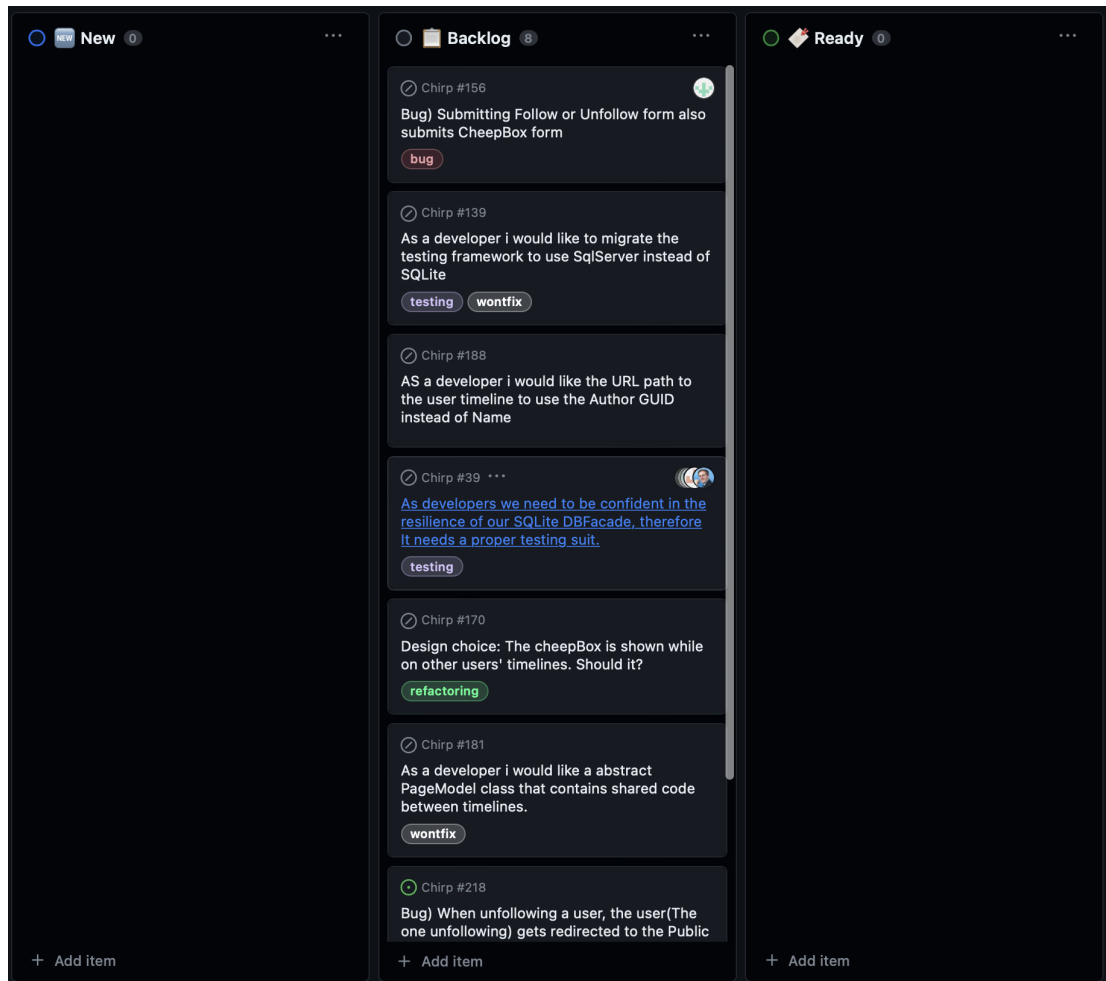 NEW New 0 ...
Backlog 8 ...
Ready 0 ...
Chirp #156
Bug) Submitting Follow or Unfollow form also
submits CheepBox form
bug
Chirp #139
As a developer i would like to migrate the
testing framework to use SqlServer instead of
SQLite
testing wontfix
Chirp #188
AS a developer i would like the URL path to
the user timeline to use the Author GUID
instead of Name
Chirp #39 ...
As developers we need to be confident in the
resilience of our SQLite DBFacade, therefore
It needs a proper testing suit.
testing
Chirp #170
Design choice: The cheepBox is shown while
on other users' timelines. Should it?
refactoring
Chirp #181
As a developer i would like a abstract
PageModel class that contains shared code
between timelines.
wontfix
Chirp #218
Bug) When unfollowing a user, the user(The
one unfollowing) gets redirected to the Public
+ Add item
+ Add item
+ Add item